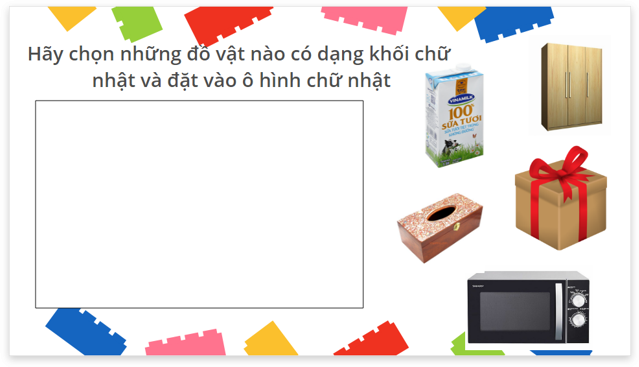 Hãy chọn những đồ vật nào có dạng khối chữ
nhật và đặt vào ô hình chữ nhật
VINAMILK
100%
SỮA TƯƠI